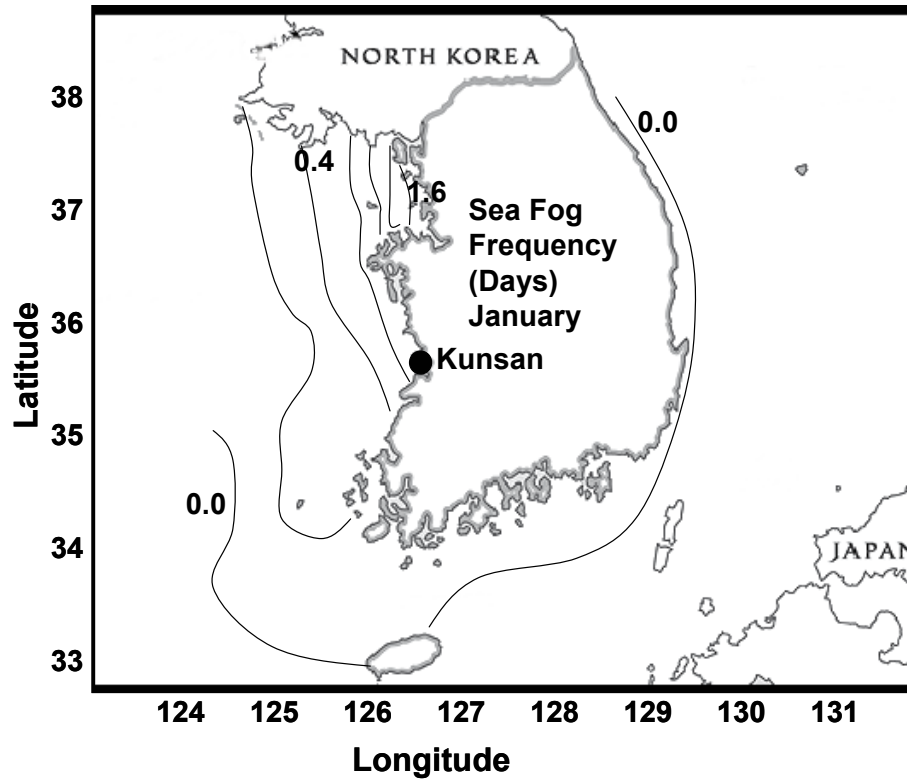 NORTH KOREA
38
0.0
0.4
1.6
37
Sea Fog
Frequency
(Days)
January
36
Kunsan
Latitude
35
0.0
34
JAPAN
33
124 125 126 127 128 129 130 131
Longitude